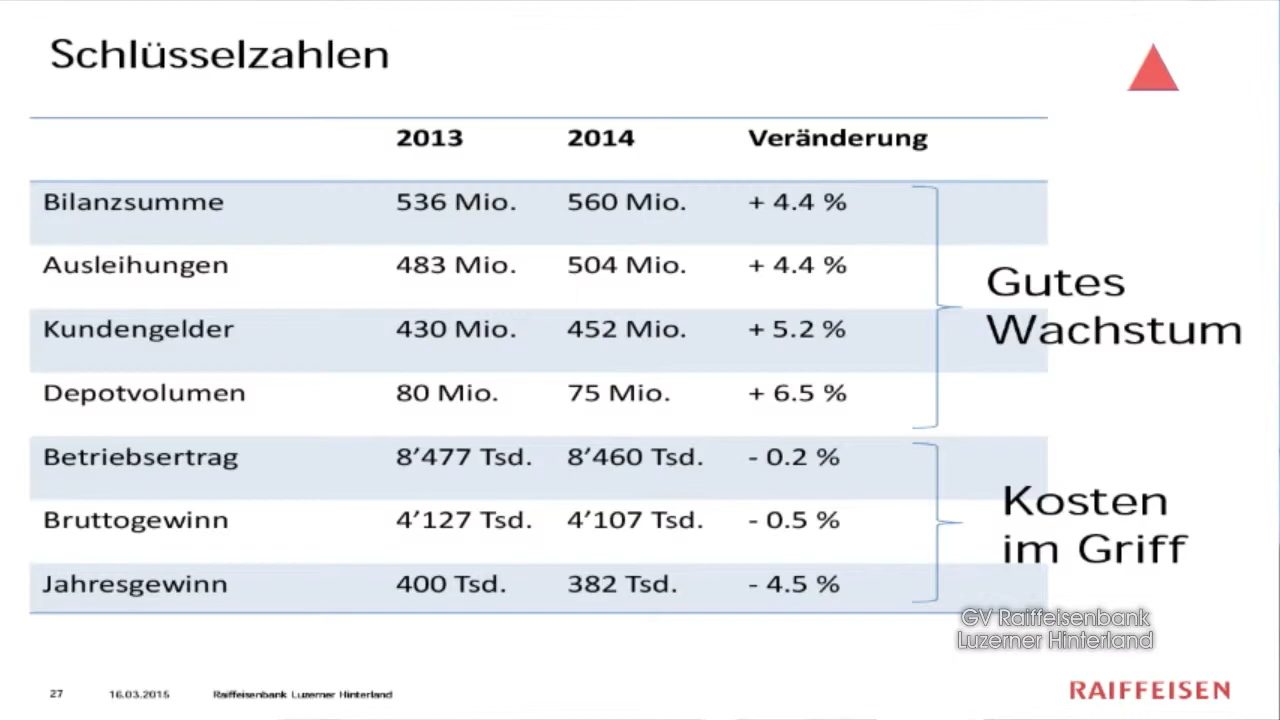 Schlüsselzahlen
2013 2014 Veränderung
Bilanzsumme 536 Mio. 560 Mio. + 4.4 %
Ausleihungen 483 Mio. 504 Mio. + 4.4 %
Kundengelder 430 Mio. 452 Mio. + 5.2 %
Depotvolumen 80 Mio. 75 Mio. + 6.5 %
Betriebsertrag 8’477 Tsd. 8’460 Tsd. - 0.2 %
Bruttogewinn 4’127 Tsd. 4’107 Tsd. - 0.5 %
Jahresgewinn 400 Tsd. 382 Tsd. - 4.5 %
Gutes
Wachstum
Kosten
im Griff
GV Raiffeisenbank
Luzerner Hinterland
27 16.03.2015 Raiffeisenbank Luzerner Hinterland
RAIFFEISEN